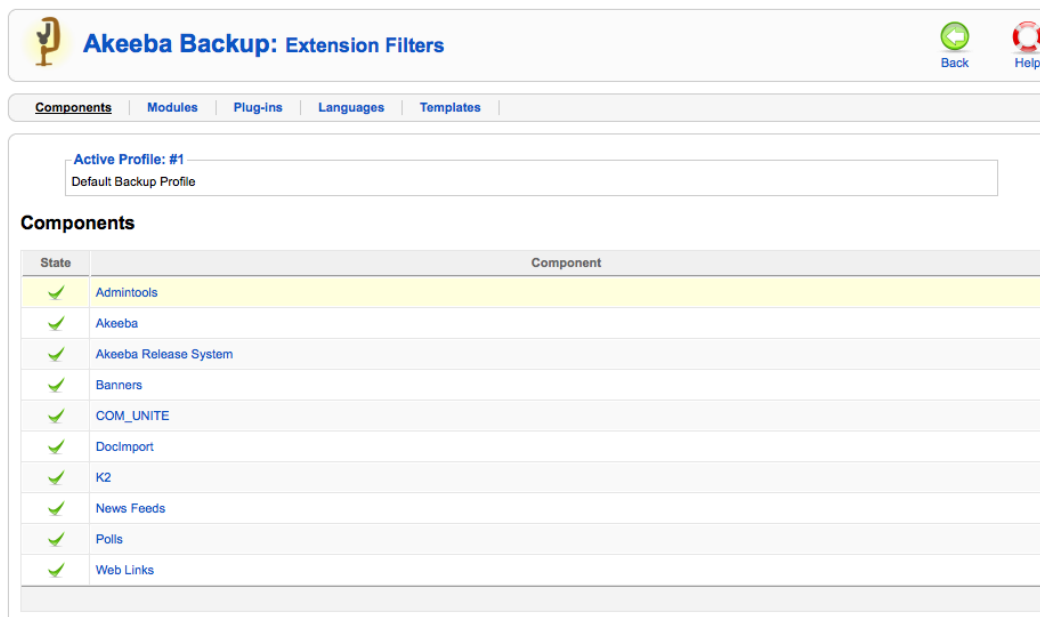 Akeeba Backup: Extension Filters
Back
Help
Components Modules Plug-ins Languages Templates
Active Profile: #1
Default Backup Profile
Components
State Component
Admintools
Akeeba
Akeeba Release System
Banners
COM_UNITE
DocImport
K2
News Feeds
Polls
Web Links